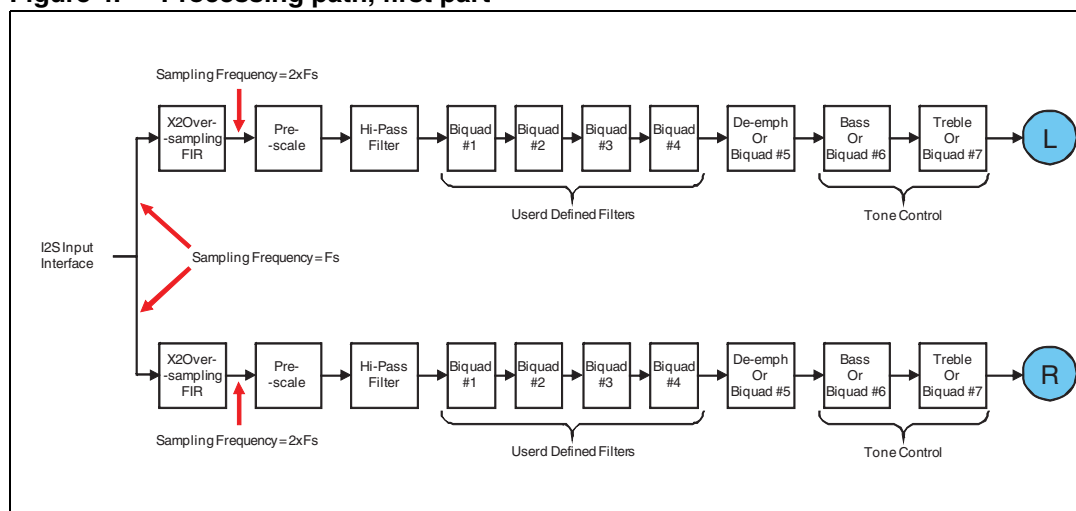 Figure 4. Processing path, first part
Sampling Frequency = 2xFs
X2Over-
-sampling
FIR
Pre-
-scale
Hi-Pass
Filter
Biquad
#1
Biquad
#2
Biquad
#3
Biquad
#4
De-emph
Or
Biquad #5
Bass
Or
Biquad #6
Treble
Or
Biquad #7
L
Userd Defined Filters
Tone Control
I2S Input
Interface
Sampling Frequency = Fs
X2Over-
-sampling
FIR
Pre-
-scale
Hi-Pass
Filter
Biquad
#1
Biquad
#2
Biquad
#3
Biquad
#4
De-emph
Or
Biquad #5
Bass
Or
Biquad #6
Treble
Or
Biquad #7
R
Sampling Frequency = 2xFs
Userd Defined Filters
Tone Control